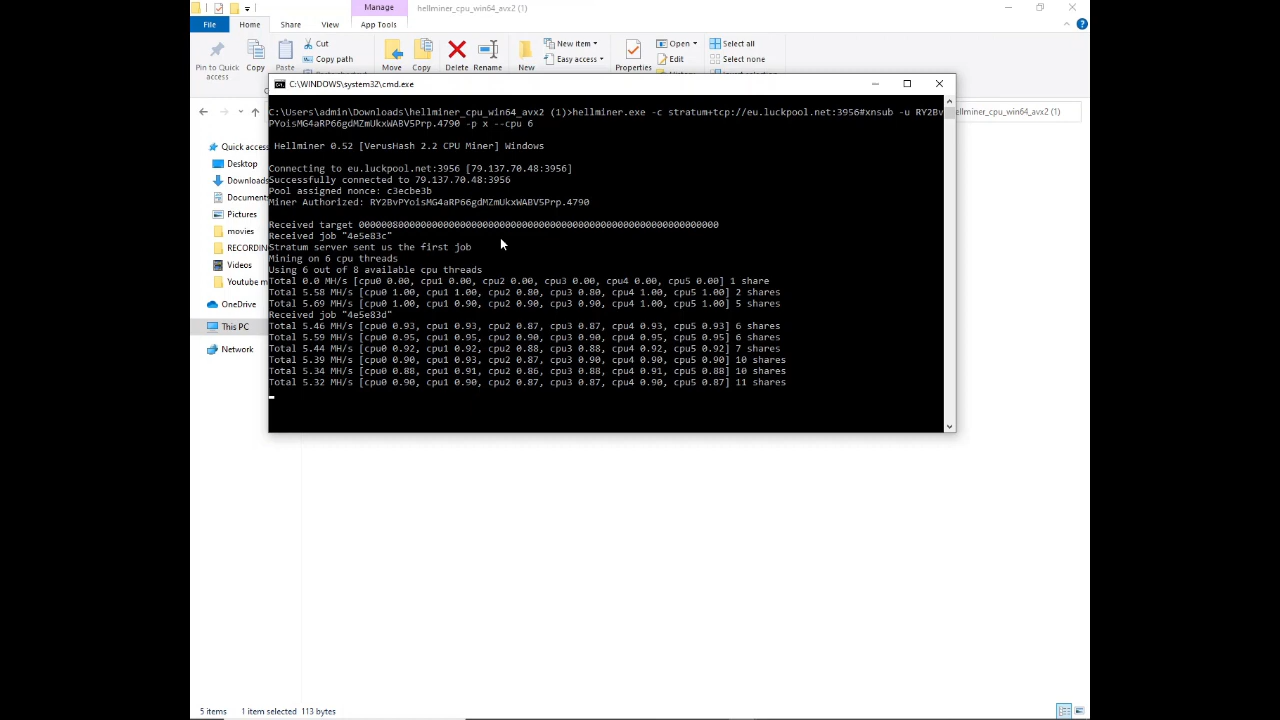 Manage
hellminer_cpu_win64_avx2 (1)
File
Home
Share
View
App Tools
Pin to Quick access
Copy
Paste
Cut
Copy path
Move
Copy
Delete
Rename
New
New item
Easy access
Properties
Open
Edit
Select all
Select none
hellminer_cpu_win64_avx2 (1)
C:\WINDOWS\system32\cmd.exe
C:\Users\admin\Downloads\hellminer_cpu_win64_avx2 (1)>hellminer.exe -c stratum+tcp://eu.luckpool.net:3956#xnsub -u RY2Bv
PYoisMG4aRP66gdMZmUkxWABV5Prp.4790 -p x --cpu 6
Hellminer 0.52 [VerusHash 2.2 CPU Miner] Windows
Connecting to eu.luckpool.net:3956 [79.137.70.48:3956]
Successfully connected to 79.137.70.48:3956
Pool assigned nonce: c3ecbe3b
Miner Authorized: RY2BvPYoisMG4aRP66gdMZmUkxWABV5Prp.4790
Received target 0000008000000000000000000000000000000000000000000000000000000000
Received job "4e5e83c"
Stratum server sent us the first job
Mining on 6 cpu threads
Using 6 out of 8 available cpu threads
Total 0.0 MH/s [cpu0 0.00, cpu1 0.00, cpu2 0.00, cpu3 0.00, cpu4 0.00, cpu5 0.00] 1 share
Total 5.58 MH/s [cpu0 1.00, cpu1 1.00, cpu2 0.80, cpu3 0.80, cpu4 1.00, cpu5 1.00] 2 shares
Total 5.69 MH/s [cpu0 1.00, cpu1 0.90, cpu2 0.90, cpu3 0.90, cpu4 1.00, cpu5 1.00] 5 shares
Received job "4e5e83d"
Total 5.46 MH/s [cpu0 0.93, cpu1 0.93, cpu2 0.87, cpu3 0.87, cpu4 0.93, cpu5 0.93] 6 shares
Total 5.59 MH/s [cpu0 0.95, cpu1 0.95, cpu2 0.90, cpu3 0.90, cpu4 0.95, cpu5 0.95] 6 shares
Total 5.44 MH/s [cpu0 0.92, cpu1 0.92, cpu2 0.88, cpu3 0.88, cpu4 0.92, cpu5 0.92] 7 shares
Total 5.39 MH/s [cpu0 0.90, cpu1 0.93, cpu2 0.87, cpu3 0.90, cpu4 0.90, cpu5 0.90] 10 shares
Total 5.34 MH/s [cpu0 0.88, cpu1 0.91, cpu2 0.86, cpu3 0.88, cpu4 0.91, cpu5 0.88] 10 shares
Total 5.32 MH/s [cpu0 0.90, cpu1 0.90, cpu2 0.87, cpu3 0.87, cpu4 0.90, cpu5 0.87] 11 shares
Quick access
Desktop
Downloads
Document
Pictures
movies
RECORDIN
Videos
Youtube m
OneDrive
This PC
Network
5 items
1 item selected
113 bytes